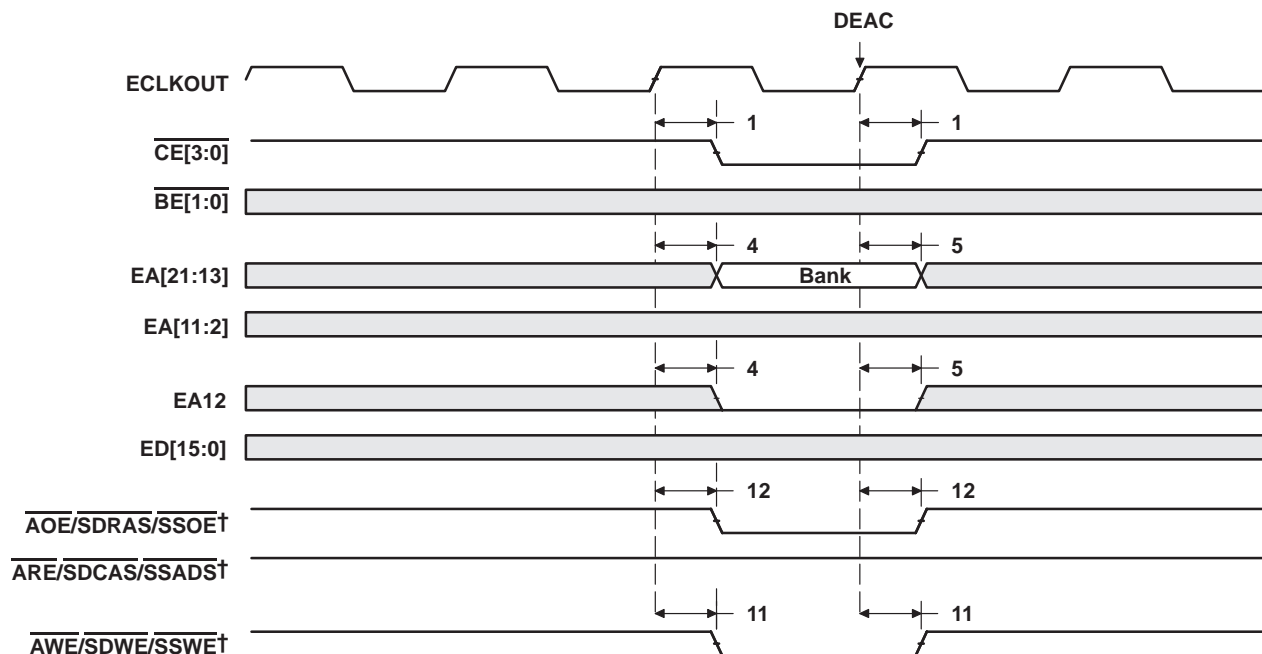 DEAC
ECLKOUT
1 1
CE[3:0]
BE[1:0]
4 5
EA[21:13] Bank
EA[11:2]
4 5
EA12
ED[15:0]
12 12
AOE/SDRAS/SSOE†
ARE/SDCAS/SSADS†
11 11
AWE/SDWE/SSWE†